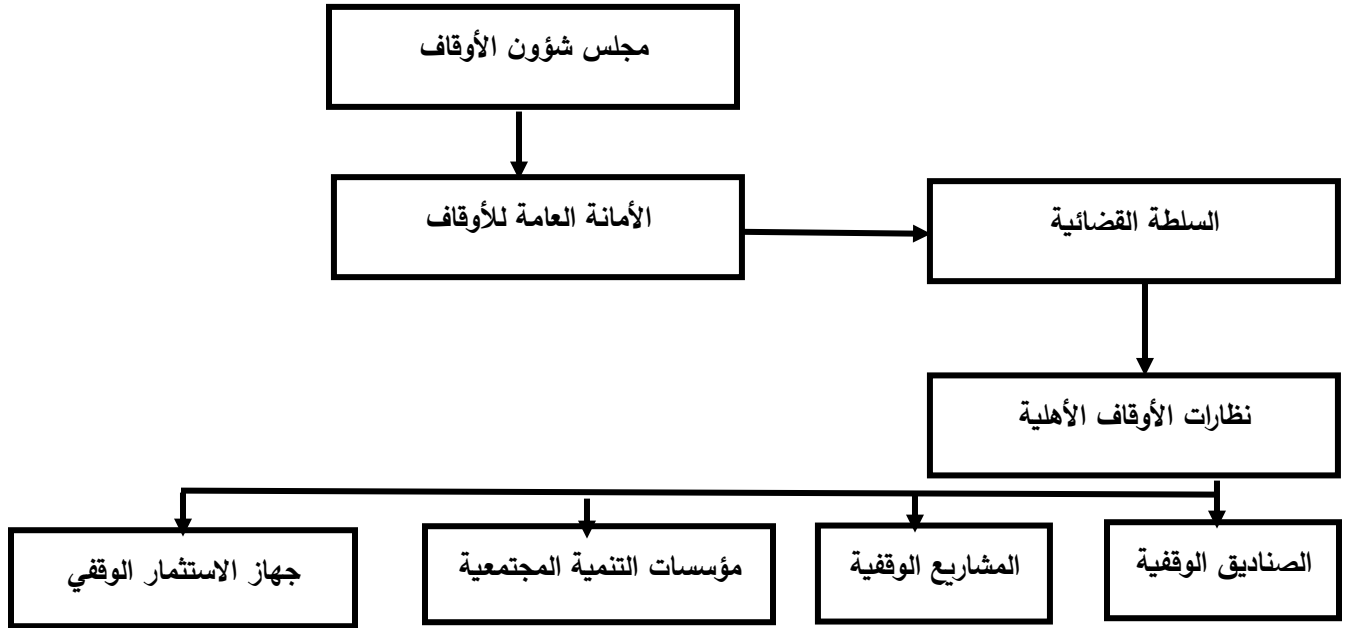 مجلس شؤون الأوقاف
الأمانة العامة للأوقاف
السلطة القضائية
نظارات الأوقاف الأهلية
الصناديق الوقفية
المشاريع الوقفية
مؤسسات التنمية المجتمعية
جهاز الاستثمار الوقفي